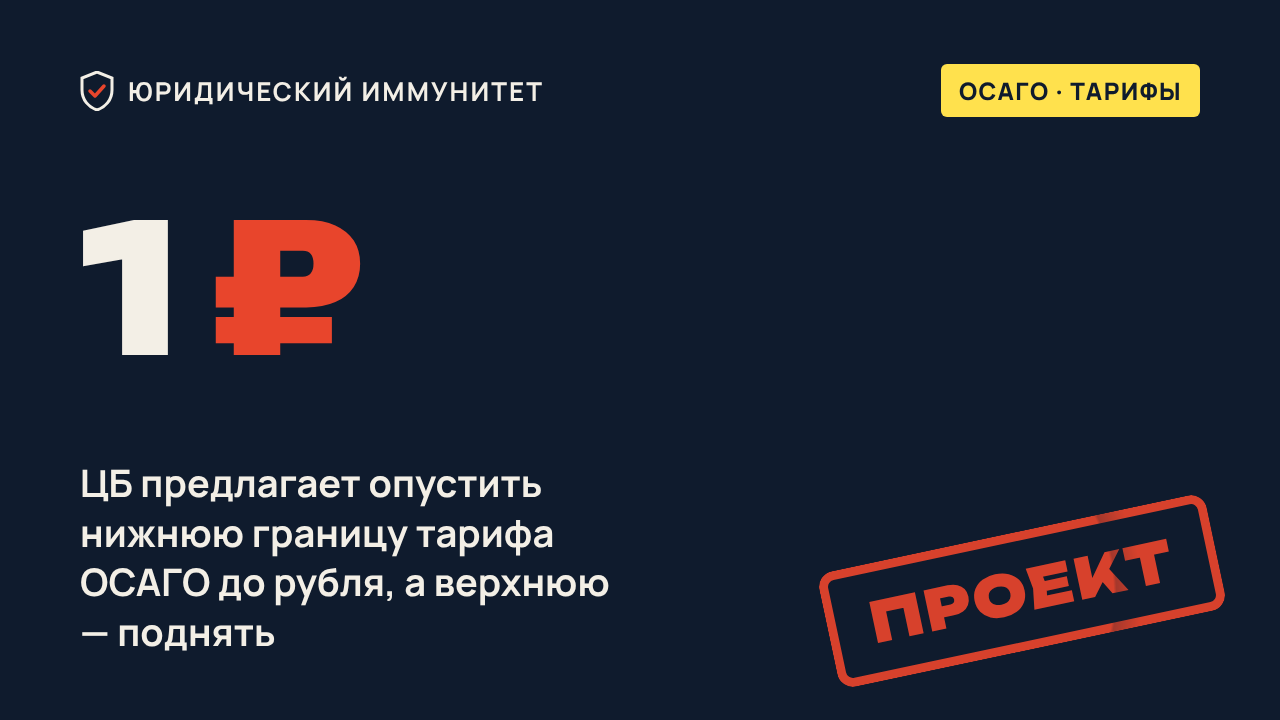 ЮРИДИЧЕСКИЙ ИММУНИТЕТ
ОСАГО · ТАРИФЫ
1 ₽
ЦБ предлагает опустить
нижнюю границу тарифа
ОСАГО до рубля, а верхнюю
— поднять
ПРОЕКТ